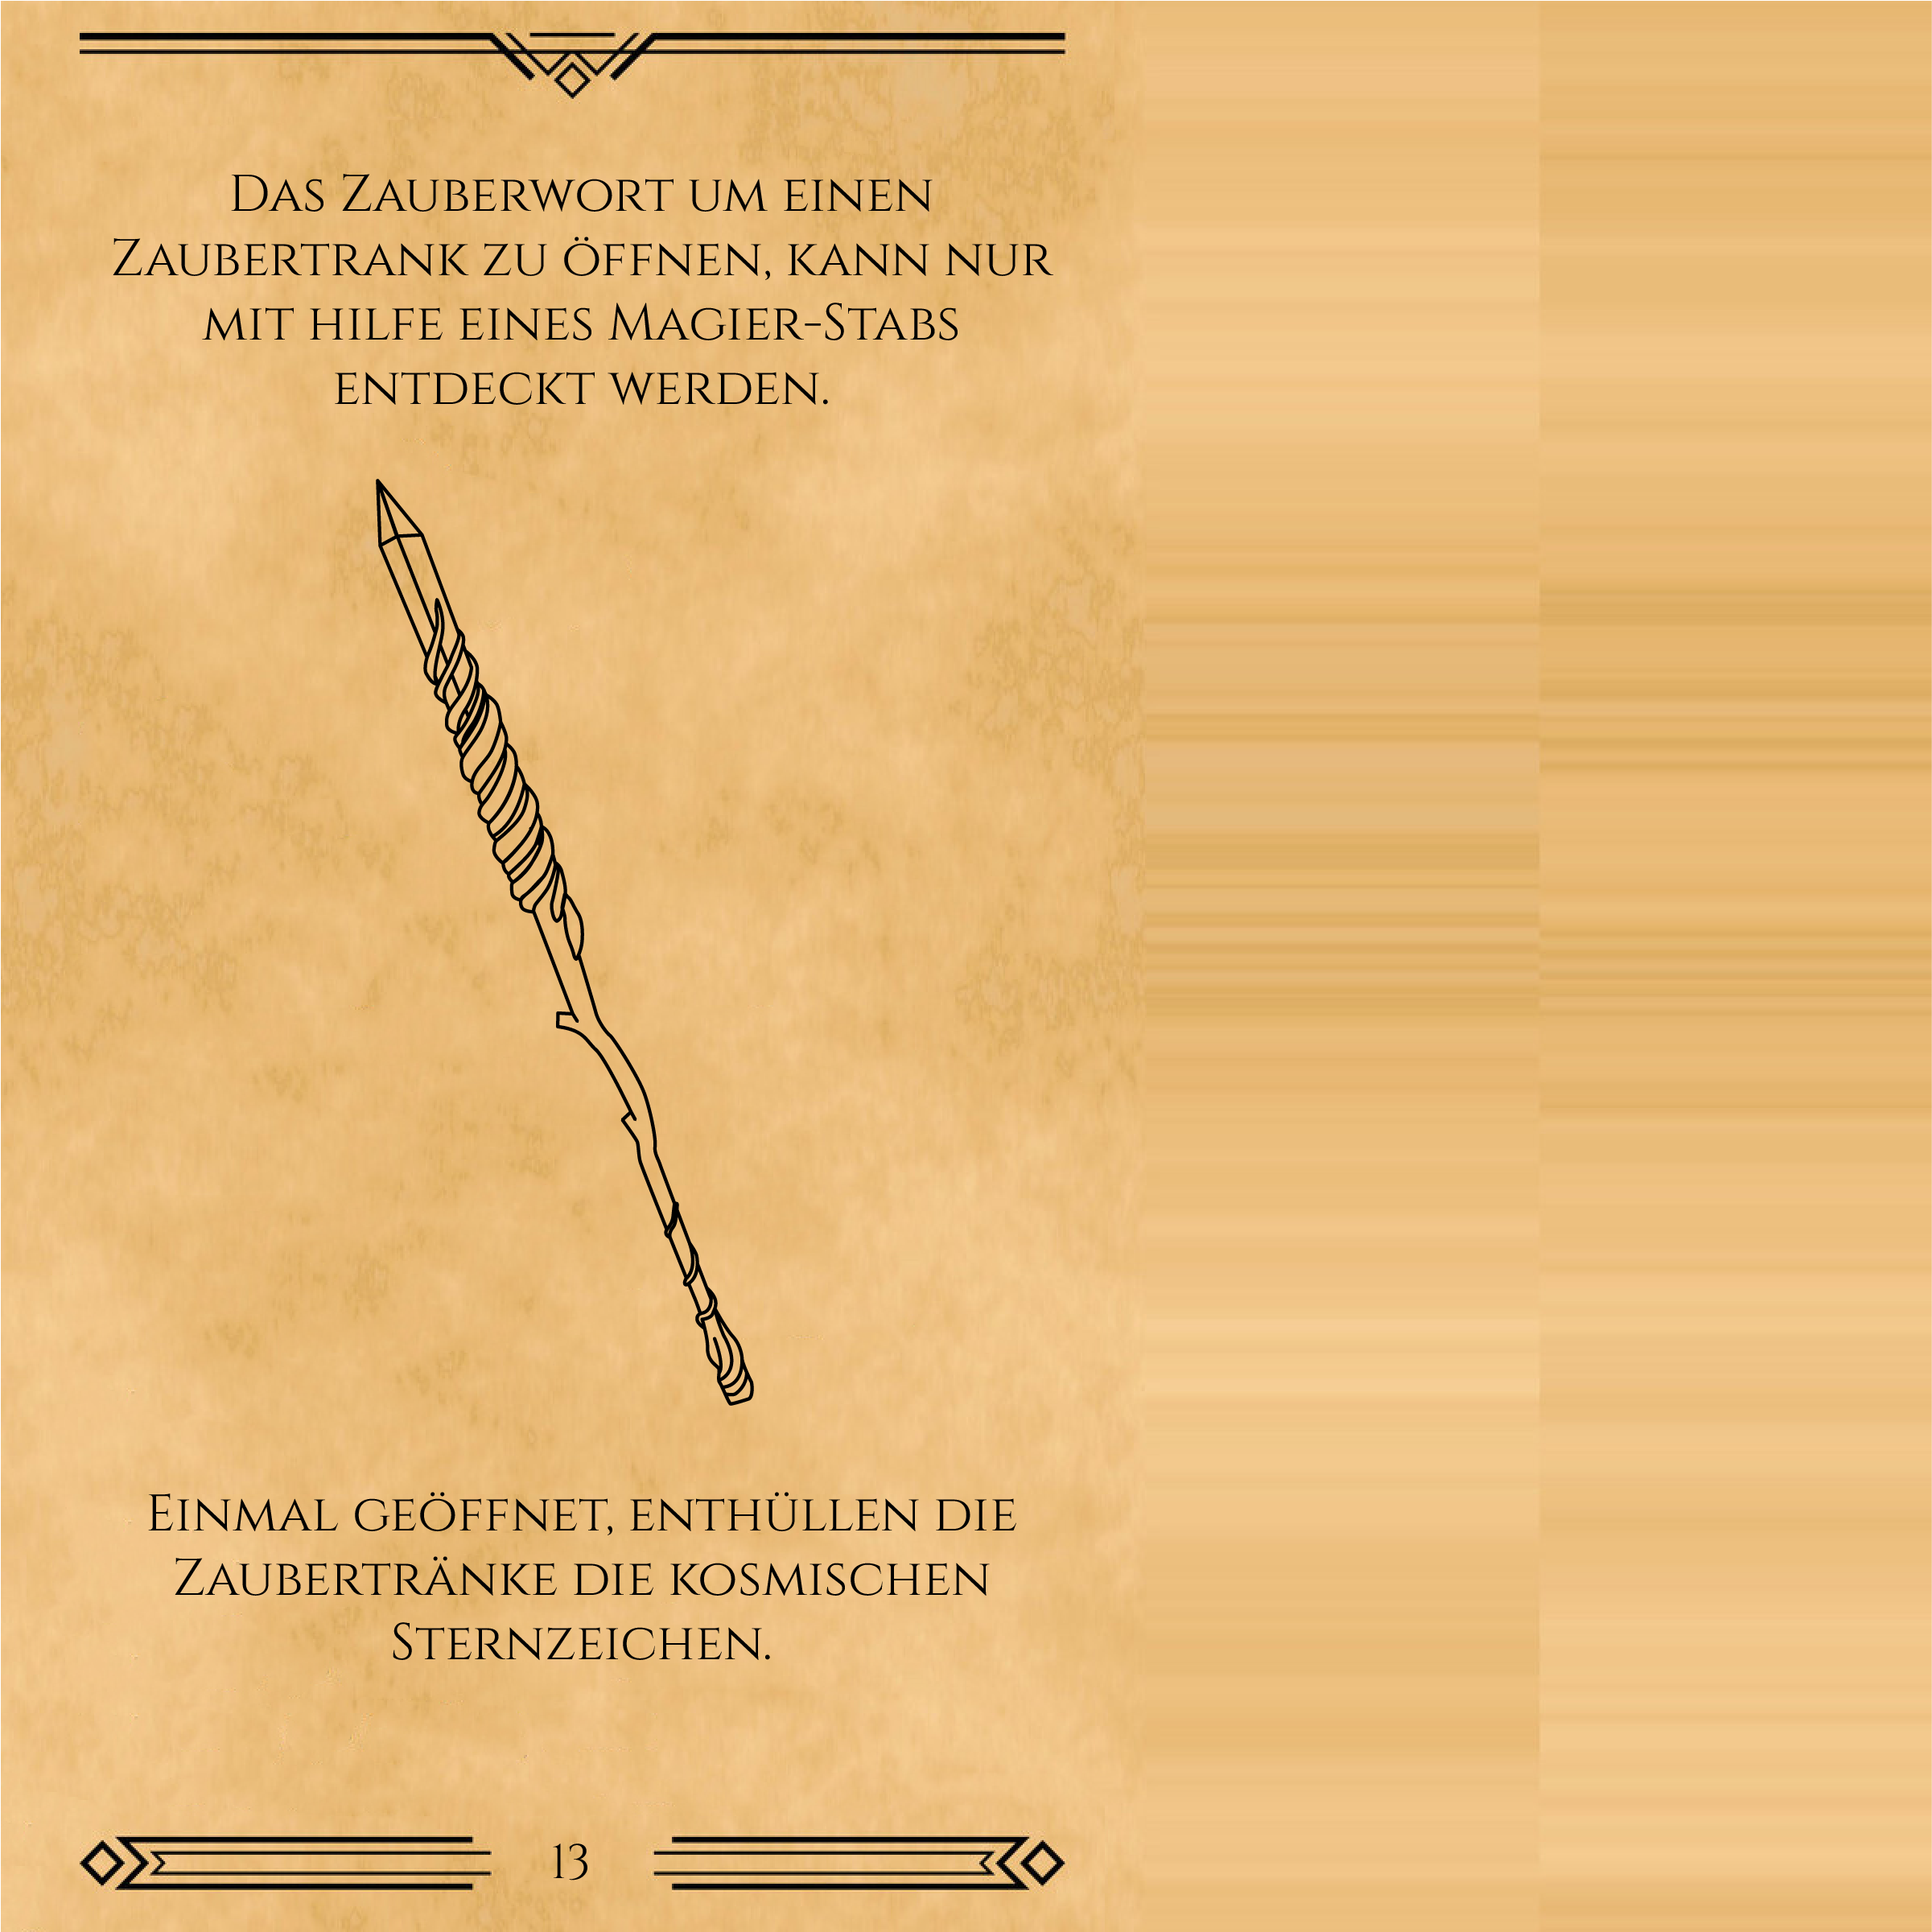 Das Zauberwort um einen
Zaubertrank zu öffnen, kann nur
mit hilfe eines Magier-Stabs
entdeckt werden.
Einmal geöffnet, enthüllen die
Zaubertränke die kosmischen
Sternzeichen.
13